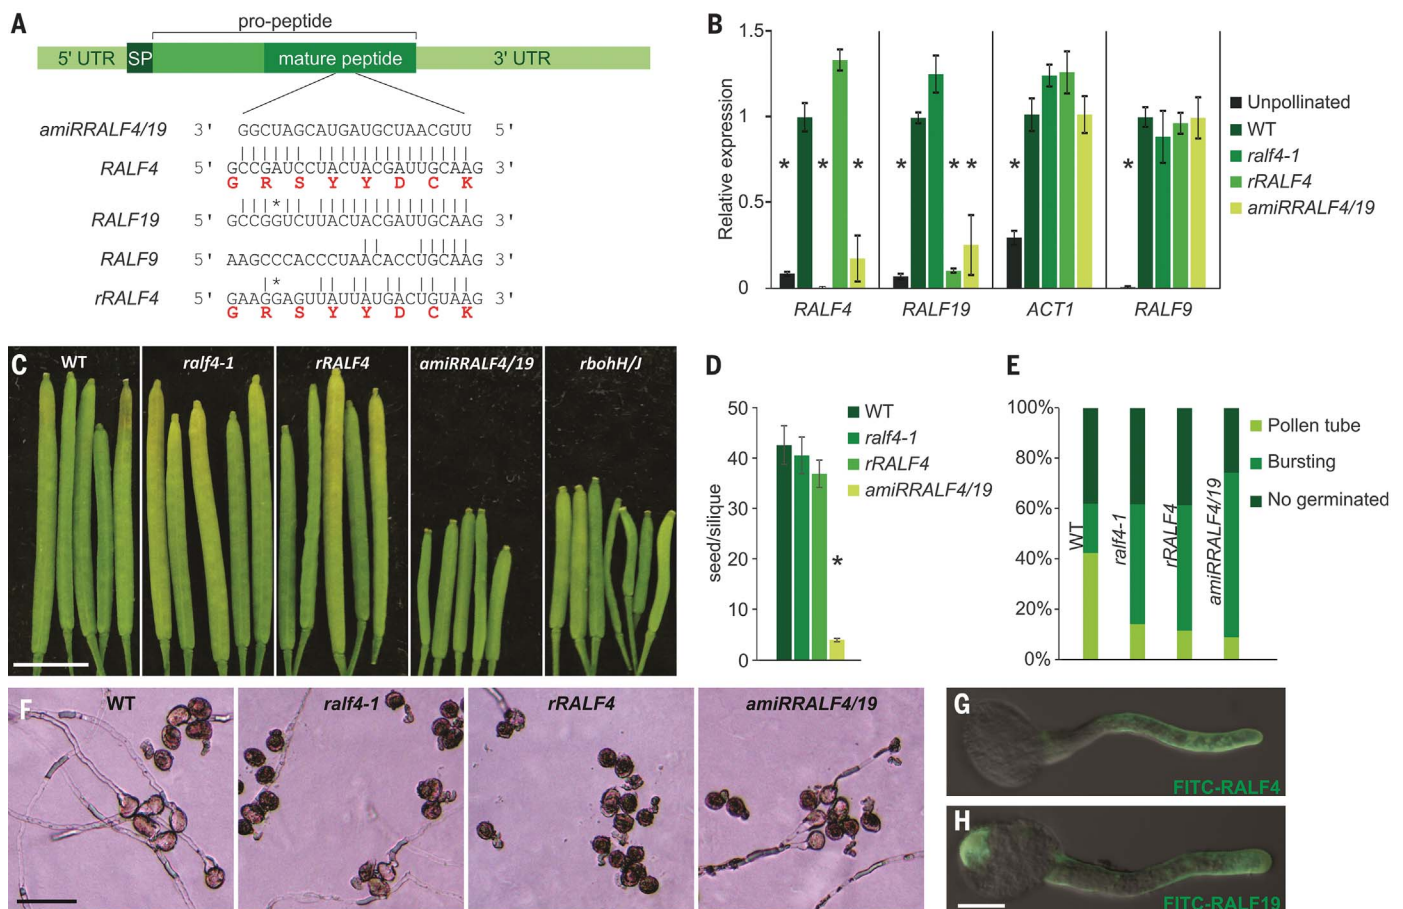 A
pro-peptide
5' UTR SP mature peptide 3' UTR
amiRRALF4/19 3' GGCUAGCAUGAUGCUAACGUU 5'
RALF4 5' GCCGAUCCUACUACGAUUGCAAG 3'
G R S Y Y D C K
*
RALF19 5' GCCGGUCUUACUACGAUUGCAAG 3'
RALF9 5' AAGCCCACCCUAACACCUGCAAG 3'
*
rRALF4 5' GAAGGAGUUAUUAUGACUGUAAG 3'
G R S Y Y D C K
B
Relative expression
1.5
1
0.5
0
* * * * * * *
RALF4 RALF19 ACT1 RALF9
Unpollinated
WT
ralf4-1
rRALF4
amiRRALF4/19
C
WT ralf4-1 rRALF4 amiRRALF4/19 rbohH/J
D
seed/silique
50
40
30
20
10
0
*
WT
ralf4-1
rRALF4
amiRRALF4/19
E
100%
80%
60%
40%
20%
0%
WT
ralf4-1
rRALF4
amiRRALF4/19
Pollen tube
Bursting
No germinated
F
WT ralf4-1 rRALF4 amiRRALF4/19
G
FITC-RALF4
H
FITC-RALF19